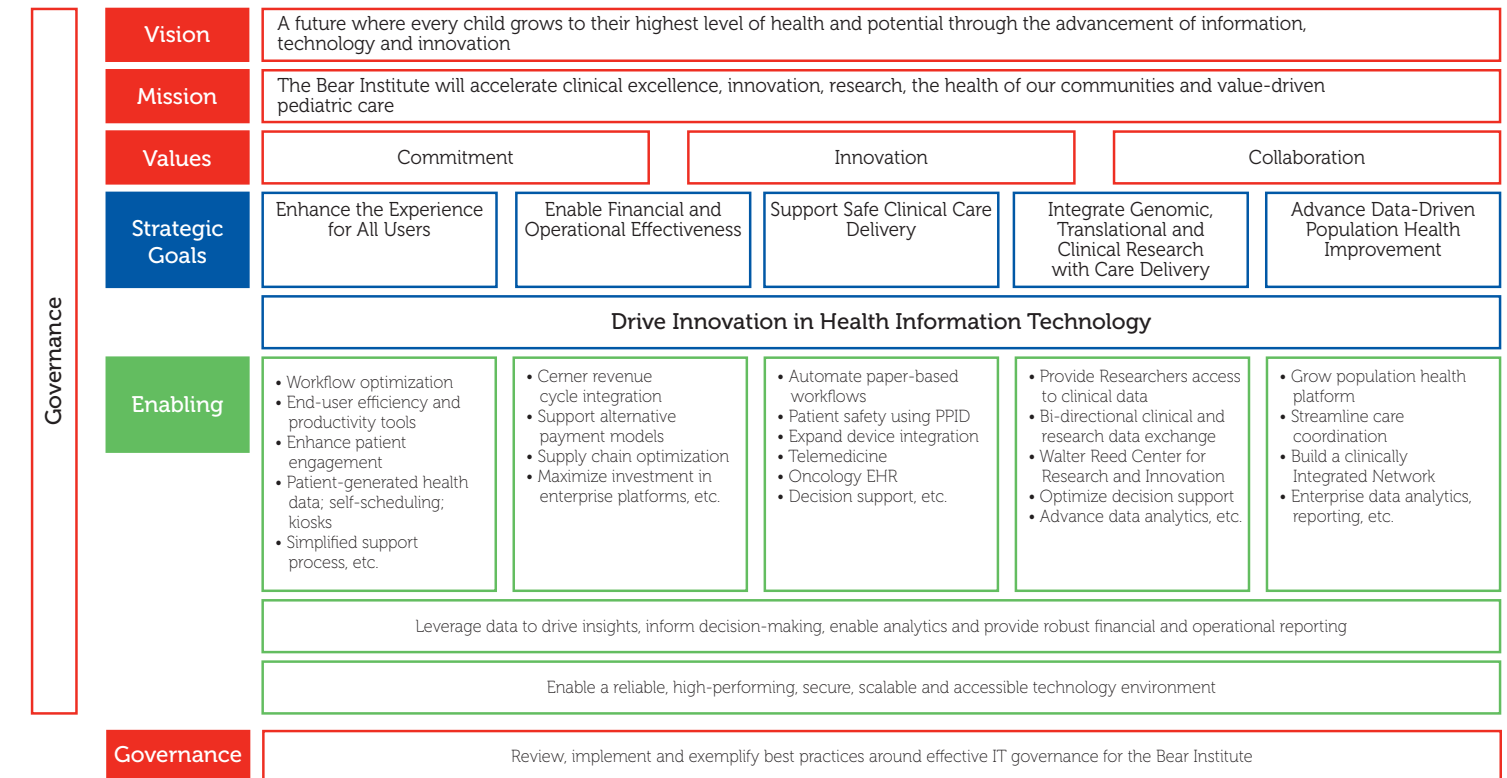 Governance
Vision
A future where every child grows to their highest level of health and potential through the advancement of information,
technology and innovation
Mission
The Bear Institute will accelerate clinical excellence, innovation, research, the health of our communities and value-driven
pediatric care
Values
Commitment
Innovation
Collaboration
Strategic
Goals
Enhance the Experience
for All Users
Enable Financial and
Operational Effectiveness
Support Safe Clinical Care
Delivery
Integrate Genomic,
Translational and
Clinical Research
with Care Delivery
Advance Data-Driven
Population Health
Improvement
Drive Innovation in Health Information Technology
Enabling
• Workflow optimization
• End-user efficiency and
productivity tools
• Enhance patient
engagement
• Patient-generated health
data; self-scheduling;
kiosks
• Simplified support
process, etc.
• Cerner revenue
cycle integration
• Support alternative
payment models
• Supply chain optimization
• Maximize investment in
enterprise platforms, etc.
• Automate paper-based
workflows
• Patient safety using PPID
• Expand device integration
• Telemedicine
• Oncology EHR
• Decision support, etc.
• Provide Researchers access
to clinical data
• Bi-directional clinical and
research data exchange
• Walter Reed Center for
Research and Innovation
• Optimize decision support
• Advance data analytics, etc.
• Grow population health
platform
• Streamline care
coordination
• Build a clinically
Integrated Network
• Enterprise data analytics,
reporting, etc.
Leverage data to drive insights, inform decision-making, enable analytics and provide robust financial and operational reporting
Enable a reliable, high-performing, secure, scalable and accessible technology environment
Governance
Review, implement and exemplify best practices around effective IT governance for the Bear Institute